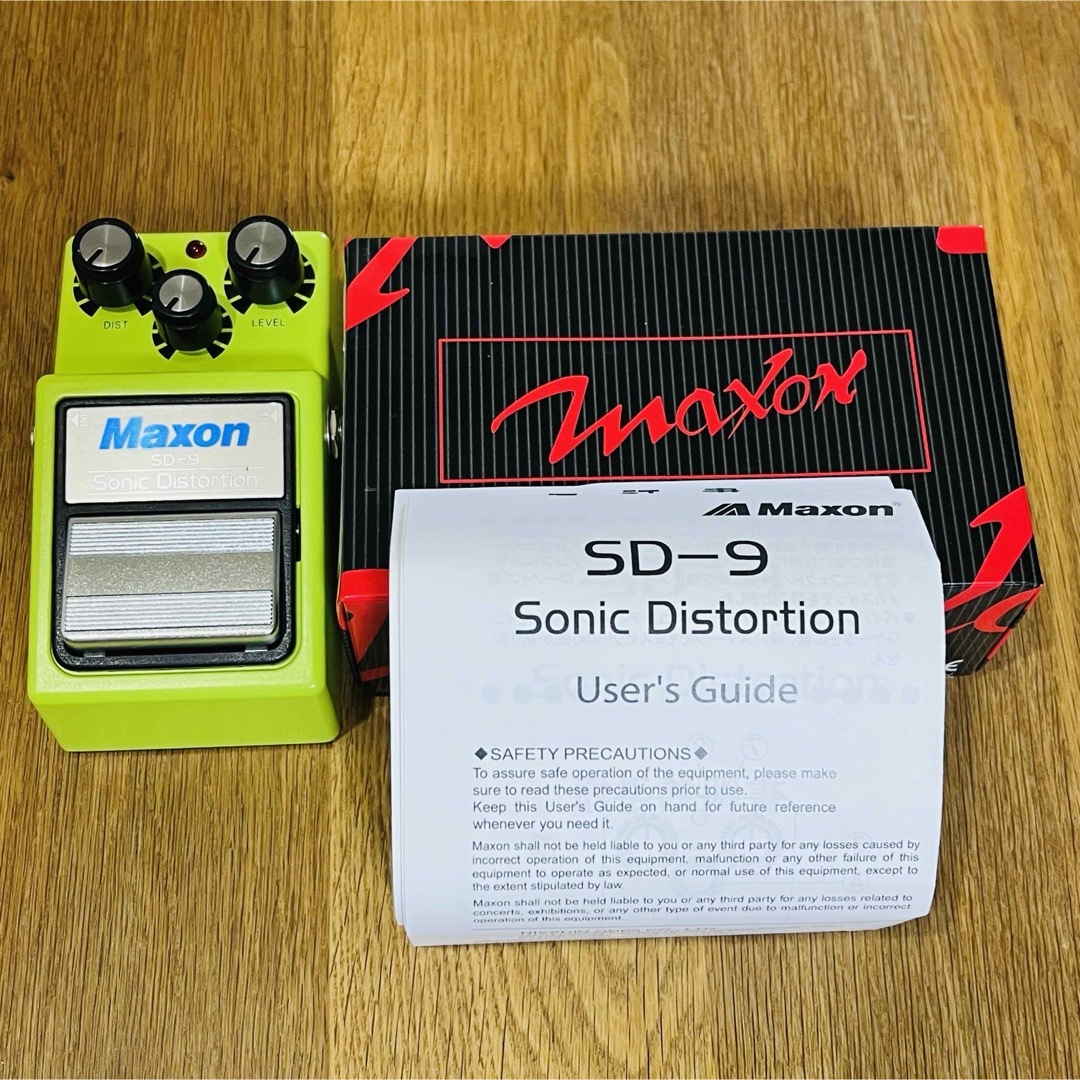 DIST
LEVEL
Maxon
SD-9
Sonic Distortion
maxon
Maxon®
SD-9
Sonic Distortion
User's Guide
◆SAFETY PRECAUTIONS◆
To assure safe operation of the equipment, please make
sure to read these precautions prior to use.
Keep this User's Guide on hand for future reference
whenever you need it.
Maxon shall not be held liable to you or any third party for any losses caused by
incorrect operation of this equipment, malfunction or any other failure of this
equipment to operate as expected, or normal use of this equipment, except to
the extent stipulated by law.
Maxon shall not be held liable to you or any third party for any losses related to
concerts, exhibitions, or any other type of event due to malfunction or incorrect
operation of this equipment.